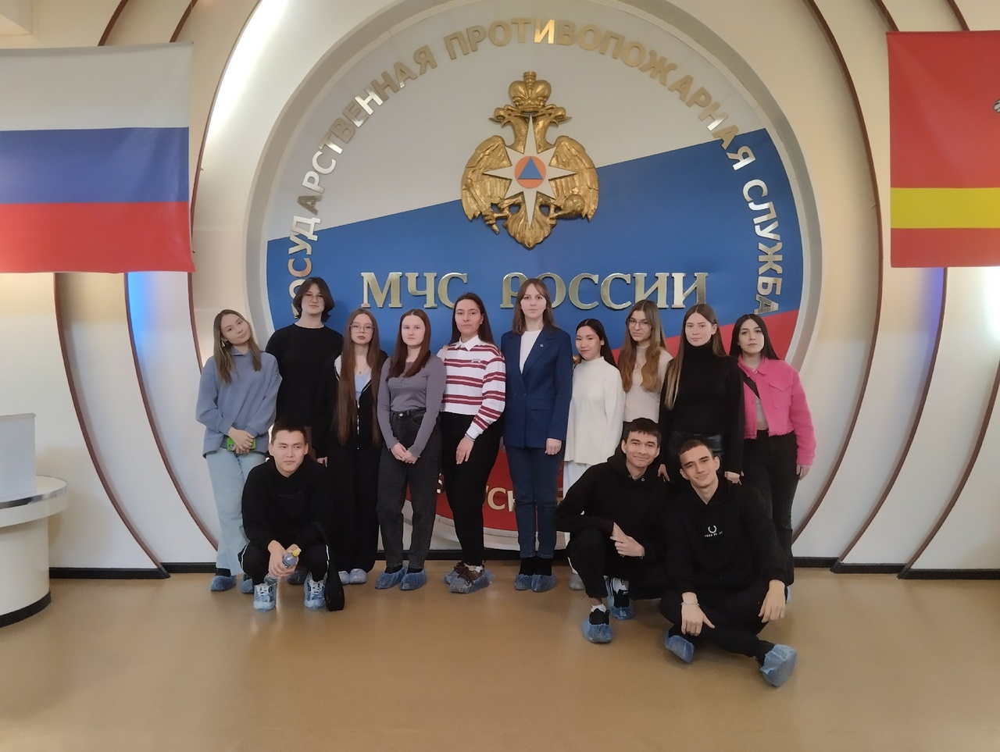 ГОСУДАРСТВЕННАЯ ПРОТИВОПОЖАРНАЯ СЛУЖБА
МЧС РОССИИ